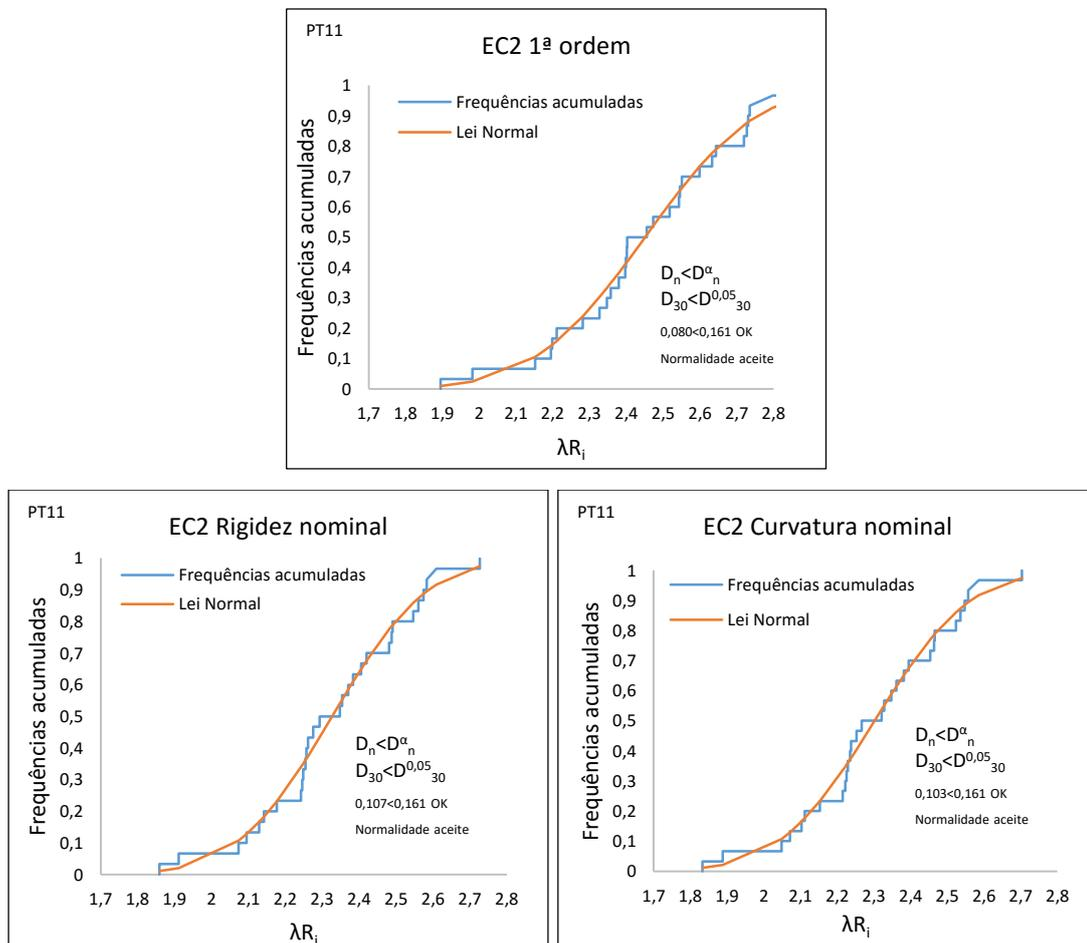 PT11
EC2 1ª ordem
Frequências acumuladas
1
0,9
0,8
0,7
0,6
0,5
0,4
0,3
0,2
0,1
0
Frequências acumuladas
Lei Normal
Dn<Dαn
D30<D0,0530
0,080<0,161 OK
Normalidade aceite
1,7 1,8 1,9 2 2,1 2,2 2,3 2,4 2,5 2,6 2,7 2,8
λRi
PT11
EC2 Rigidez nominal
Frequências acumuladas
1
0,9
0,8
0,7
0,6
0,5
0,4
0,3
0,2
0,1
0
Frequências acumuladas
Lei Normal
Dn<Dαn
D30<D0,0530
0,107<0,161 OK
Normalidade aceite
1,7 1,8 1,9 2 2,1 2,2 2,3 2,4 2,5 2,6 2,7 2,8
λRi
PT11
EC2 Curvatura nominal
Frequências acumuladas
1
0,9
0,8
0,7
0,6
0,5
0,4
0,3
0,2
0,1
0
Frequências acumuladas
Lei Normal
Dn<Dαn
D30<D0,0530
0,103<0,161 OK
Normalidade aceite
1,7 1,8 1,9 2 2,1 2,2 2,3 2,4 2,5 2,6 2,7 2,8
λRi